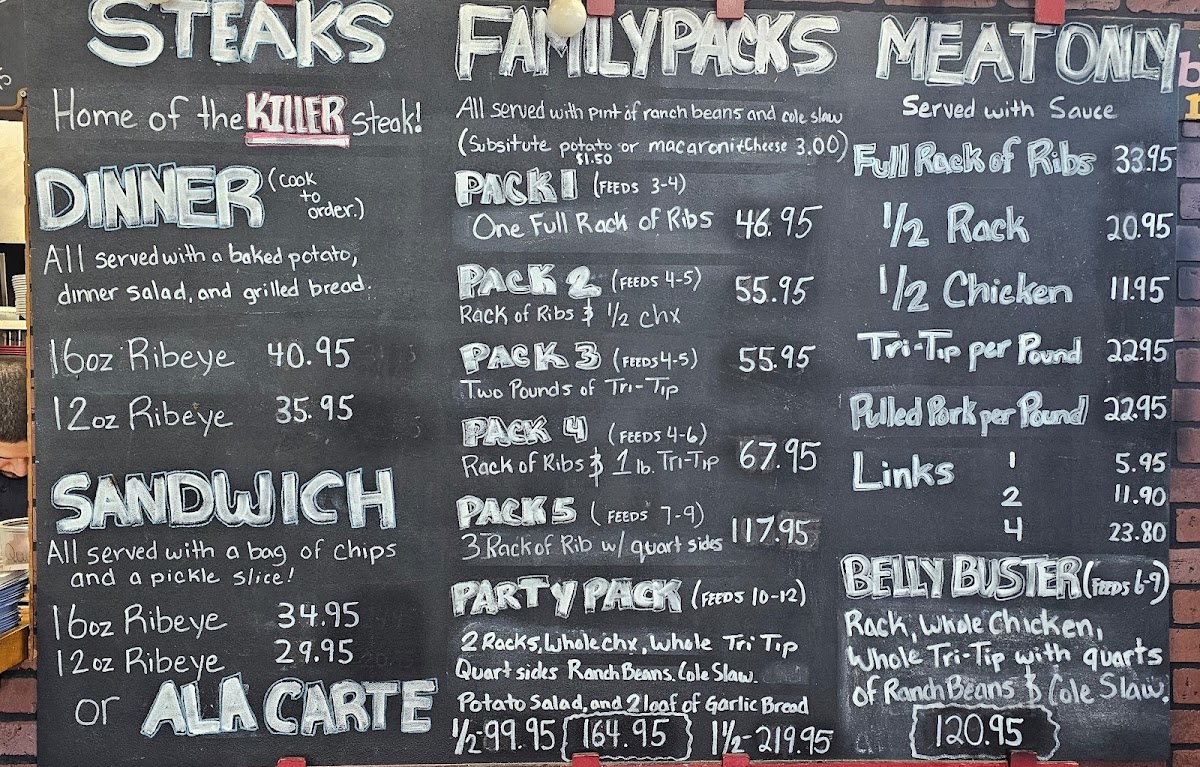 STEAKS
Home of the KILLER steak!
DINNER (cook to order.)
All served with a baked potato,
dinner salad, and grilled bread.
16oz Ribeye 40.95
12oz Ribeye 35.95
SANDWICH
All served with a bag of chips
and a pickle slice!
16oz Ribeye 34.95
12oz Ribeye 29.95
or ALA CARTE
FAMILY PACKS
All served with pint of ranch beans and cole slaw
(Subsitute potato or macaroni & Cheese 3.00)
$1.50
PACK 1 (FEEDS 3-4)
One Full Rack of Ribs 46.95
PACK 2 (FEEDS 4-5) 55.95
Rack of Ribs & 1/2 chx
PACK 3 (FEEDS 4-5) 55.95
Two Pounds of Tri-Tip
PACK 4 (FEEDS 4-6)
Rack of Ribs & 1 lb. Tri-Tip 67.95
PACK 5 (FEEDS 7-9) 117.95
3 Rack of Rib w/ quart sides
PARTY PACK (FEEDS 10-12)
2 Racks, Whole chx, Whole Tri Tip
Quart sides Ranch Beans. Cole Slaw.
Potato Salad, and 2 loaf of Garlic Bread
1/2-99.95 164.95 1 1/2-219.95
MEAT ONLY
Served with Sauce
Full Rack of Ribs 33.95
1/2 Rack 20.95
1/2 Chicken 11.95
Tri-Tip per Pound 22.95
Pulled Pork per Pound 22.95
Links 1 5.95
2 11.90
4 23.80
BELLY BUSTER (Feeds 6-9)
Rack, Whole Chicken,
Whole Tri-Tip with quarts
of Ranch Beans & Cole Slaw.
120.95